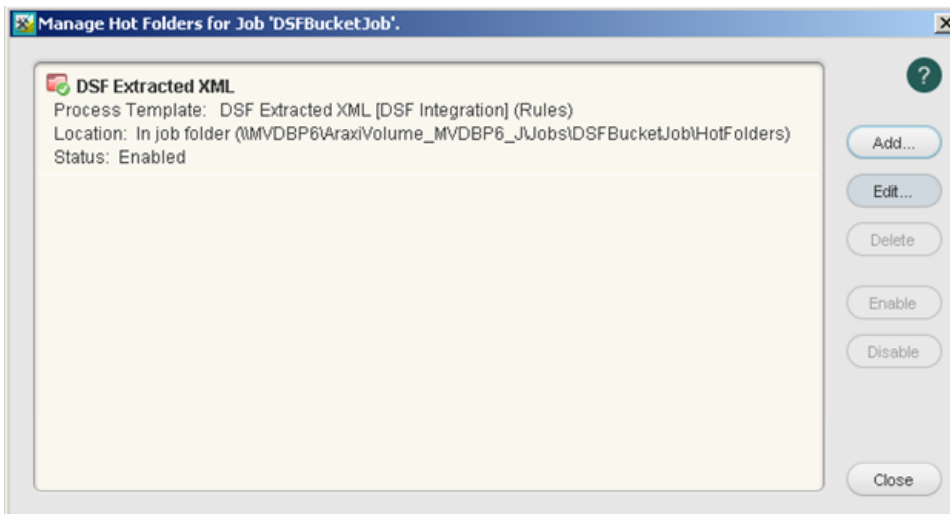 Manage Hot Folders for Job 'DSFBucketJob'.
DSF Extracted XML
Process Template: DSF Extracted XML [DSF Integration] (Rules)
Location: In job folder (\\MVDBP6\AraxiVolume_MVDBP6_J\Jobs\DSFBucketJob\HotFolders)
Status: Enabled
?
Add...
Edit...
Delete
Enable
Disable
Close